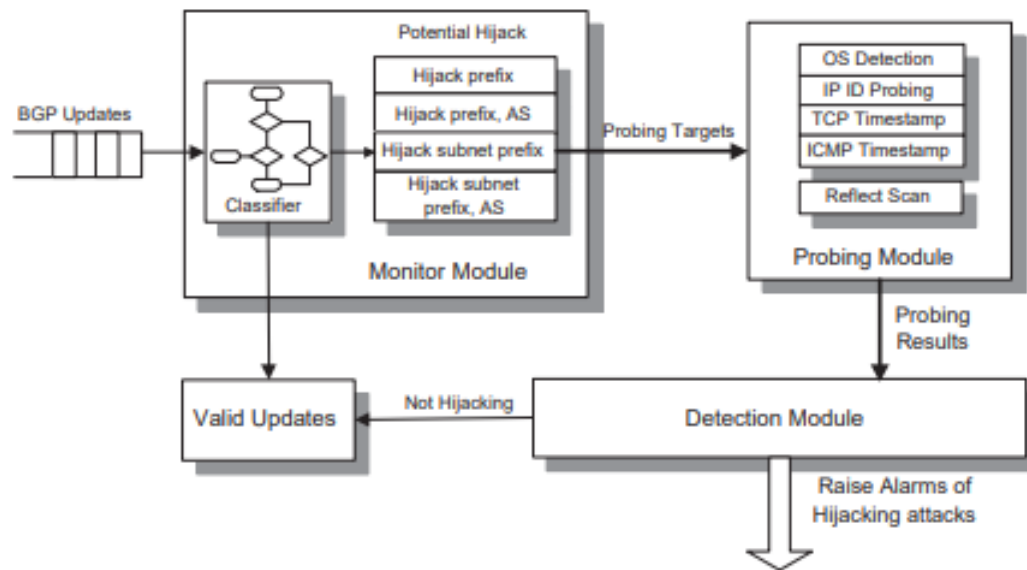 Potential Hijack
Hijack prefix
Hijack prefix, AS
Hijack subnet prefix
Hijack subnet
prefix, AS
BGP Updates
Classifier
Monitor Module
Probing Targets
OS Detection
IP ID Probing
TCP Timestamp
ICMP Timestamp
Reflect Scan
Probing Module
Probing
Results
Valid Updates
Not Hijacking
Detection Module
Raise Alarms of
Hijacking attacks